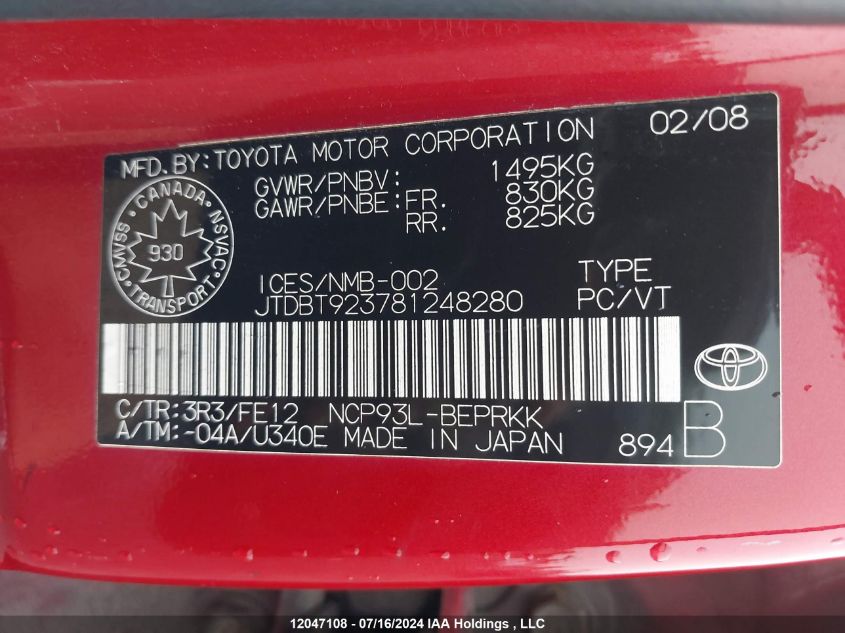 MFD.BY:TOYOTA MOTOR CORPORATION 02/08
GVWR/PNBV: 1495KG
GAWR/PNBE:FR. 830KG
RR. 825KG
CANADA
CMVSS 930 NSVAC
TRANSPORT
ICES/NMB-002 TYPE
JTDBT923781248280 PC/VT
C/TR:3R3/FE12 NCP93L-BEPRKK
A/TM:-04A/U340E MADE IN JAPAN 894 B
12047108 - 07/16/2024 IAA Holdings, LLC